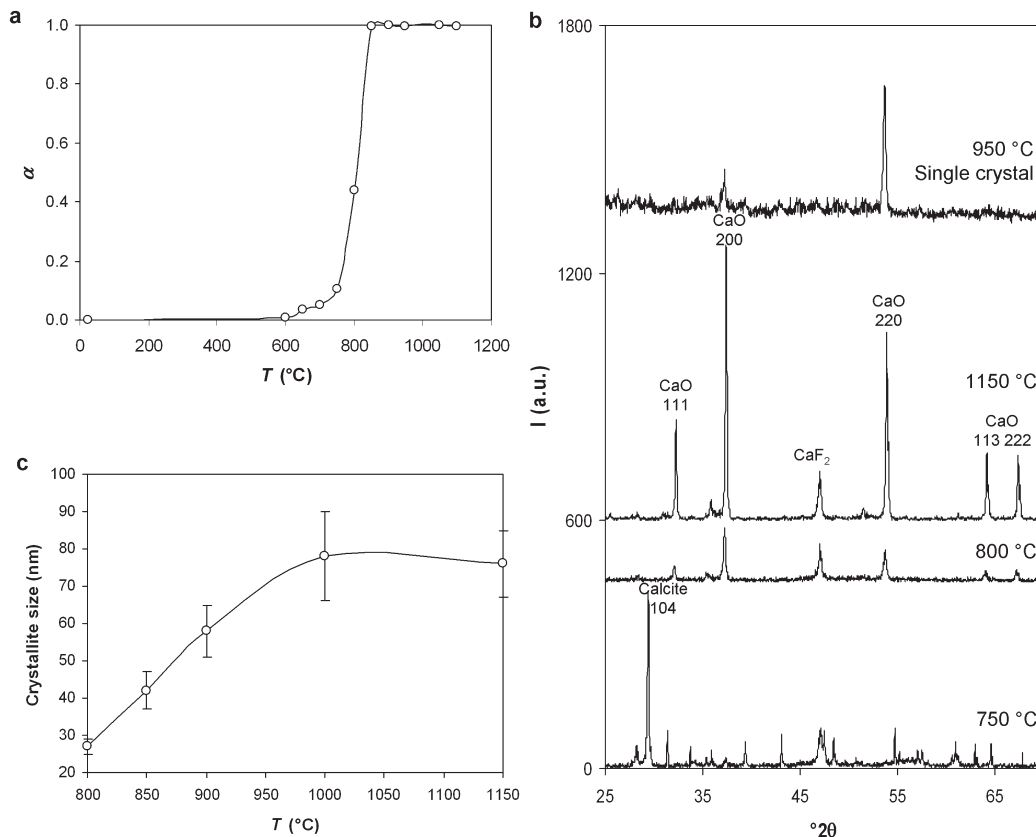 a
1.0
0.8
0.6
0.4
0.2
0.0
α
0 200 400 600 800 1000 1200
T (°C)
b
1800
1200
600
0
I (a.u.)
950 °C
Single crystal
CaO
200
CaO
220
1150 °C
CaO
111
CaO
113 222
CaF₂
800 °C
Calcite
104
750 °C
25 35 45 55 65
°2θ
c
100
90
80
70
60
50
40
30
20
Crystallite size (nm)
800 850 900 950 1000 1050 1100 1150
T (°C)